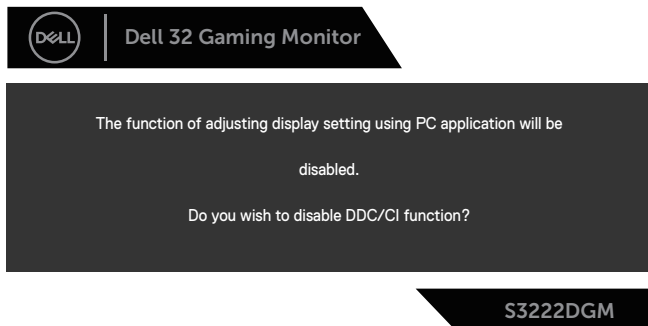 DELL
Dell 32 Gaming Monitor
The function of adjusting display setting using PC application will be
disabled.
Do you wish to disable DDC/CI function?
S3222DGM